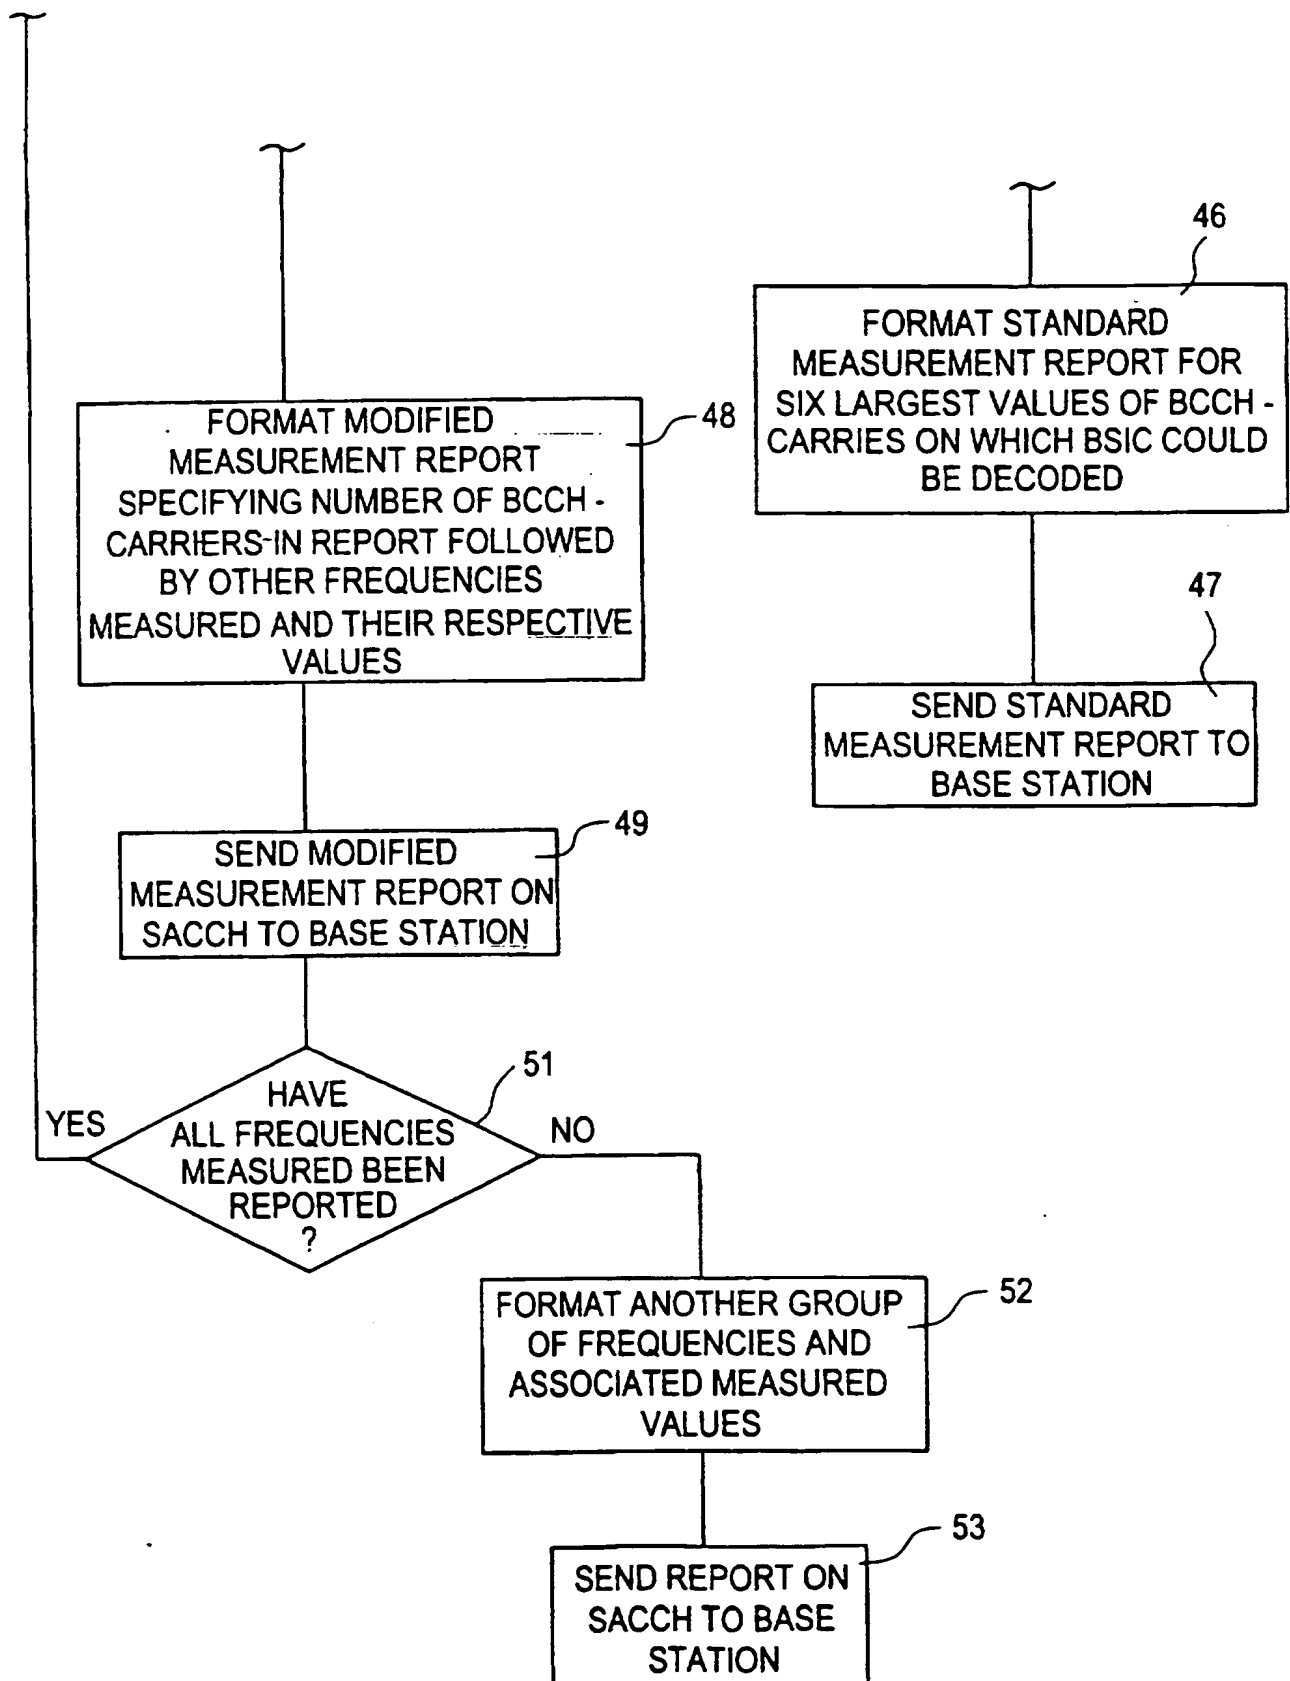 46
FORMAT STANDARD
MEASUREMENT REPORT FOR
SIX LARGEST VALUES OF BCCH -
CARRIES ON WHICH BSIC COULD
BE DECODED
47
SEND STANDARD
MEASUREMENT REPORT TO
BASE STATION
48
FORMAT MODIFIED
MEASUREMENT REPORT
SPECIFYING NUMBER OF BCCH -
CARRIERS-IN REPORT FOLLOWED
BY OTHER FREQUENCIES
MEASURED AND THEIR RESPECTIVE
VALUES
49
SEND MODIFIED
MEASUREMENT REPORT ON
SACCH TO BASE STATION
51
HAVE
ALL FREQUENCIES
MEASURED BEEN
REPORTED
?
YES
NO
52
FORMAT ANOTHER GROUP
OF FREQUENCIES AND
ASSOCIATED MEASURED
VALUES
53
SEND REPORT ON
SACCH TO BASE
STATION